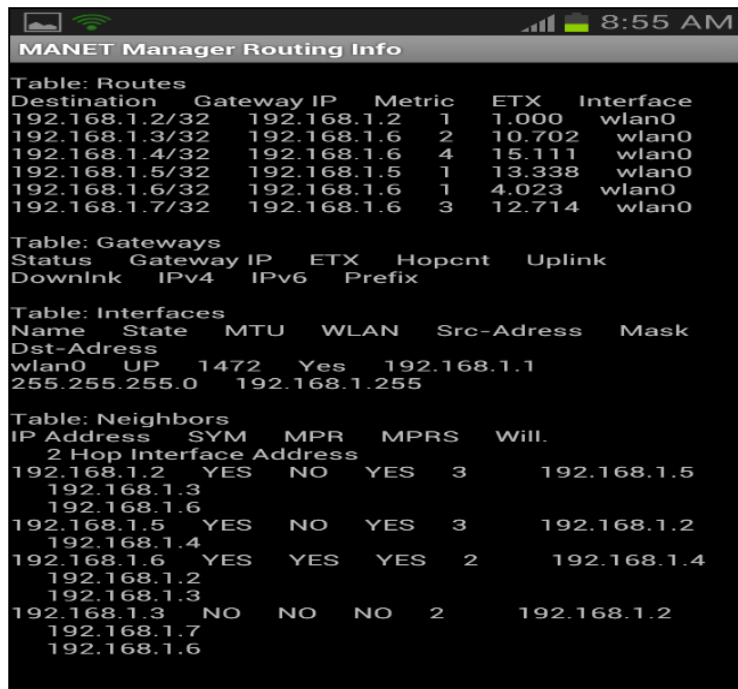 8:55 AM
MANET Manager Routing Info
Table: Routes
Destination Gateway IP Metric ETX Interface
192.168.1.2/32 192.168.1.2 1 1.000 wlan0
192.168.1.3/32 192.168.1.6 2 10.702 wlan0
192.168.1.4/32 192.168.1.6 4 15.111 wlan0
192.168.1.5/32 192.168.1.5 1 13.338 wlan0
192.168.1.6/32 192.168.1.6 1 4.023 wlan0
192.168.1.7/32 192.168.1.6 3 12.714 wlan0
Table: Gateways
Status Gateway IP ETX Hopcnt Uplink
Downlnk IPv4 IPv6 Prefix
Table: Interfaces
Name State MTU WLAN Src-Adress Mask
Dst-Adress
wlan0 UP 1472 Yes 192.168.1.1
255.255.255.0 192.168.1.255
Table: Neighbors
IP Address SYM MPR MPRS Will.
2 Hop Interface Address
192.168.1.2 YES NO YES 3 192.168.1.5
192.168.1.3
192.168.1.6
192.168.1.5 YES NO YES 3 192.168.1.2
192.168.1.4
192.168.1.6 YES YES YES 2 192.168.1.4
192.168.1.2
192.168.1.3
192.168.1.3 NO NO NO 2 192.168.1.2
192.168.1.7
192.168.1.6